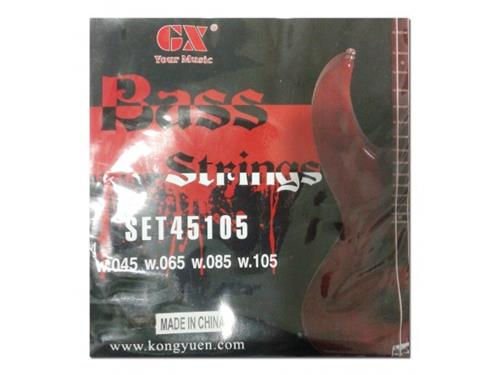 GX
Your Music
Bass
Strings
SET45105
w.045 w.065 w.085 w.105
MADE IN CHINA
www.kongyuen.com